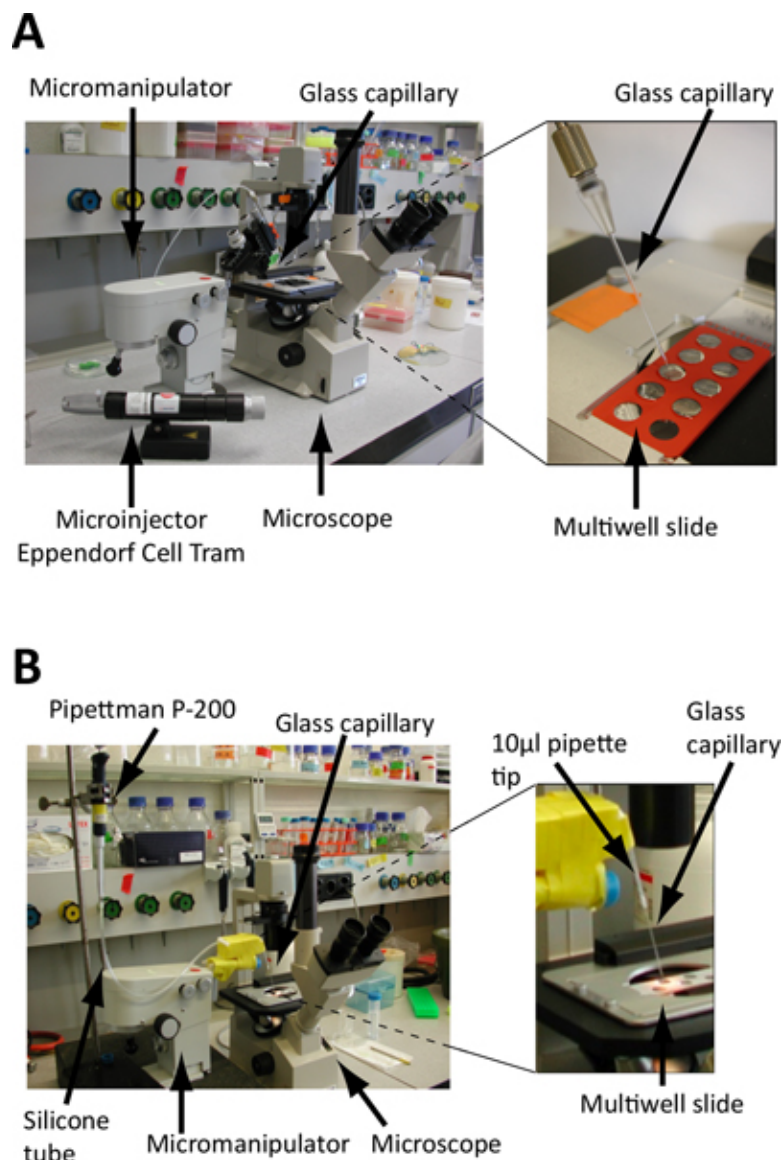 A
Micromanipulator
Glass capillary
Glass capillary
Microinjector
Eppendorf Cell Tram
Microscope
Multiwell slide
B
Pipettman P-200
Glass capillary
10µl pipette
tip
Glass
capillary
Silicone
tube
Micromanipulator
Microscope
Multiwell slide